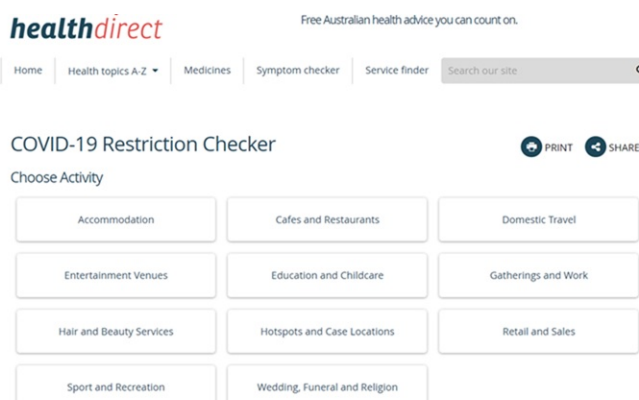 healthdirect
Free Australian health advice you can count on.
Home Health topics A-Z Medicines Symptom checker Service finder Search our site
COVID-19 Restriction Checker
PRINT SHARE
Choose Activity
Accommodation Cafes and Restaurants Domestic Travel
Entertainment Venues Education and Childcare Gatherings and Work
Hair and Beauty Services Hotspots and Case Locations Retail and Sales
Sport and Recreation Wedding, Funeral and Religion